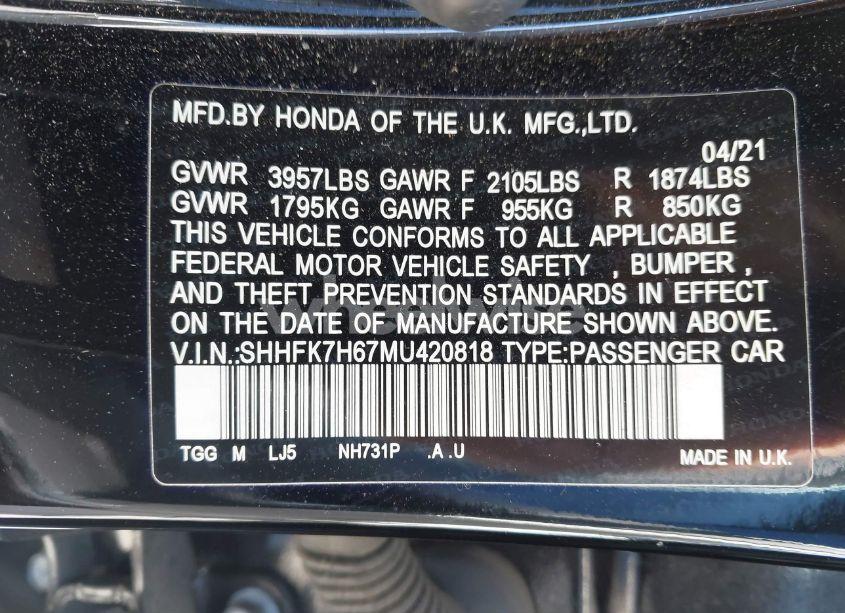 MFD.BY HONDA OF THE U.K. MFG.,LTD.
04/21
GVWR 3957LBS GAWR F 2105LBS R 1874LBS
GVWR 1795KG GAWR F 955KG R 850KG
THIS VEHICLE CONFORMS TO ALL APPLICABLE
FEDERAL MOTOR VEHICLE SAFETY , BUMPER ,
AND THEFT PREVENTION STANDARDS IN EFFECT
ON THE DATE OF MANUFACTURE SHOWN ABOVE.
V.I.N.:SHHFK7H67MU420818 TYPE:PASSENGER CAR
TGG M LJ5 NH731P .A .U MADE IN U.K.